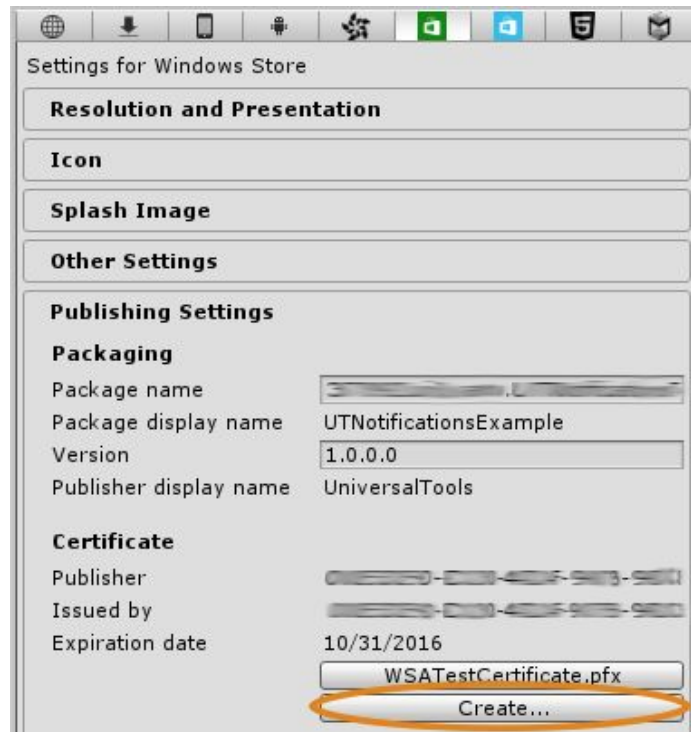 Settings for Windows Store
Resolution and Presentation
Icon
Splash Image
Other Settings
Publishing Settings
Packaging
Package name
Package display name UTNotificationsExample
Version 1.0.0.0
Publisher display name UniversalTools
Certificate
Publisher
Issued by
Expiration date 10/31/2016
WSATestCertificate.pfx
Create...